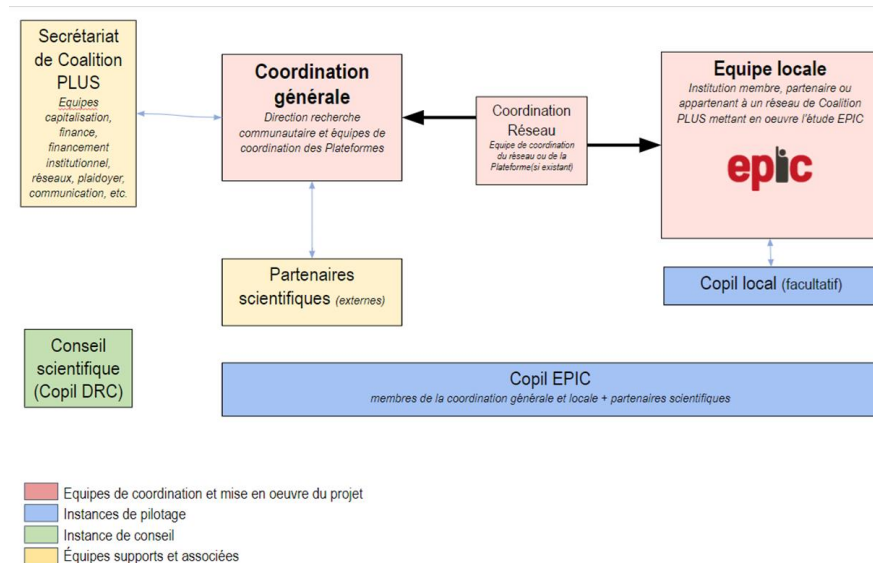 Secrétariat
de Coalition
PLUS
Equipes
capitalisation,
finance,
financement
institutionnel,
réseaux, plaidoyer,
communication, etc.
Coordination
générale
Direction recherche
communautaire et équipes de
coordination des Plateformes
Coordination
Réseau
Equipe de coordination
du réseau ou de la
Plateforme(si existant)
Equipe locale
Institution membre, partenaire ou
appartenant à un réseau de Coalition
PLUS mettant en oeuvre l'étude EPIC
epic
Partenaires
scientifiques (externes)
Copil local (facultatif)
Conseil
scientifique
(Copil DRC)
Copil EPIC
membres de la coordination générale et locale + partenaires scientifiques
Equipes de coordination et mise en oeuvre du projet
Instances de pilotage
Instance de conseil
Équipes supports et associées